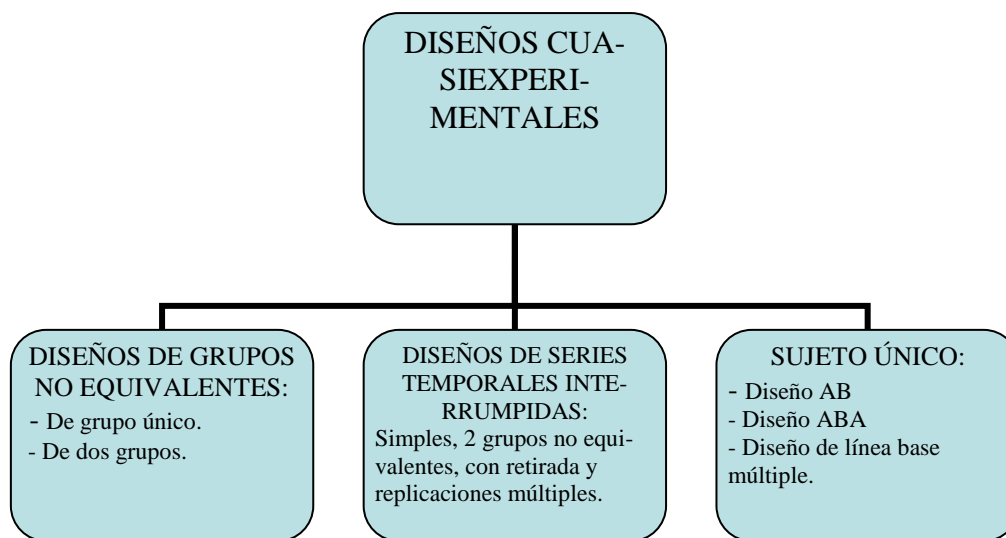 DISEÑOS CUA-
SIEXPERI-
MENTALES
DISEÑOS DE GRUPOS
NO EQUIVALENTES:
- De grupo único.
- De dos grupos.
DISEÑOS DE SERIES
TEMPORALES INTE-
RRUMPIDAS:
Simples, 2 grupos no equi-
valentes, con retirada y
replicaciones múltiples.
SUJETO ÚNICO:
- Diseño AB
- Diseño ABA
- Diseño de línea base
múltiple.